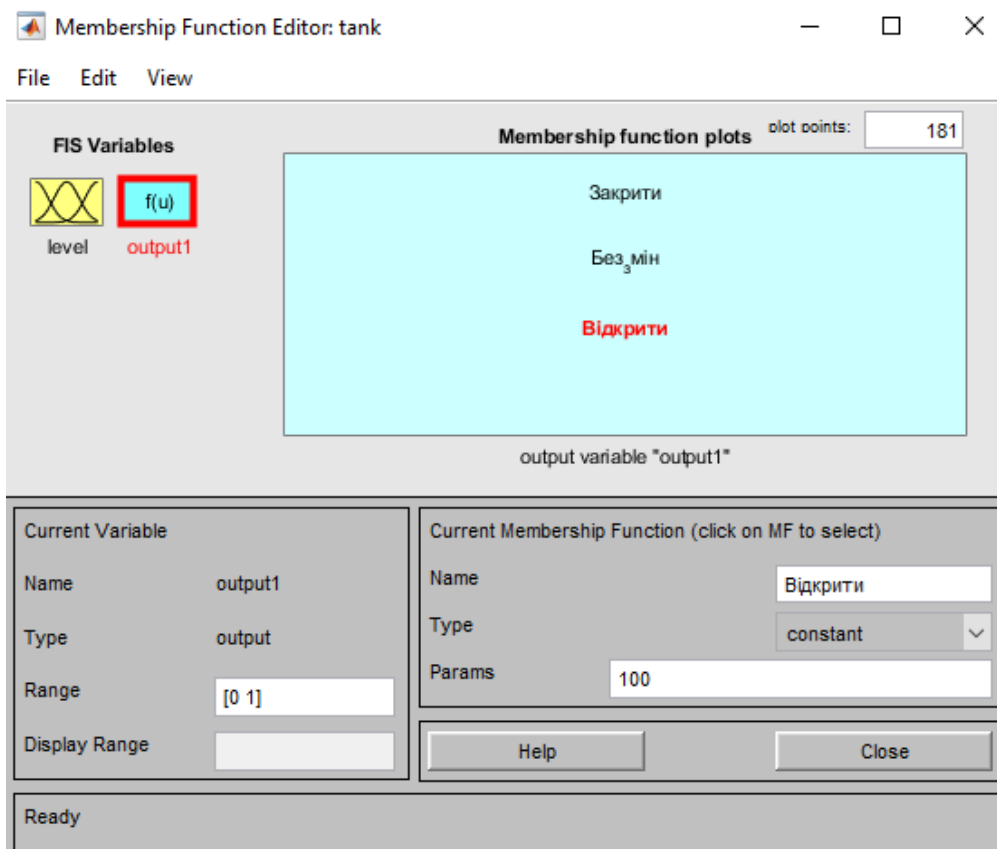 Membership Function Editor: tank
File Edit View
FIS Variables
Membership function plots
plot points:
181
f(u)
level
output1
Закрити
Без_змін
Відкрити
output variable "output1"
Current Variable
Name output1
Type output
Range [0 1]
Display Range
Current Membership Function (click on MF to select)
Name Відкрити
Type constant
Params 100
Help
Close
Ready